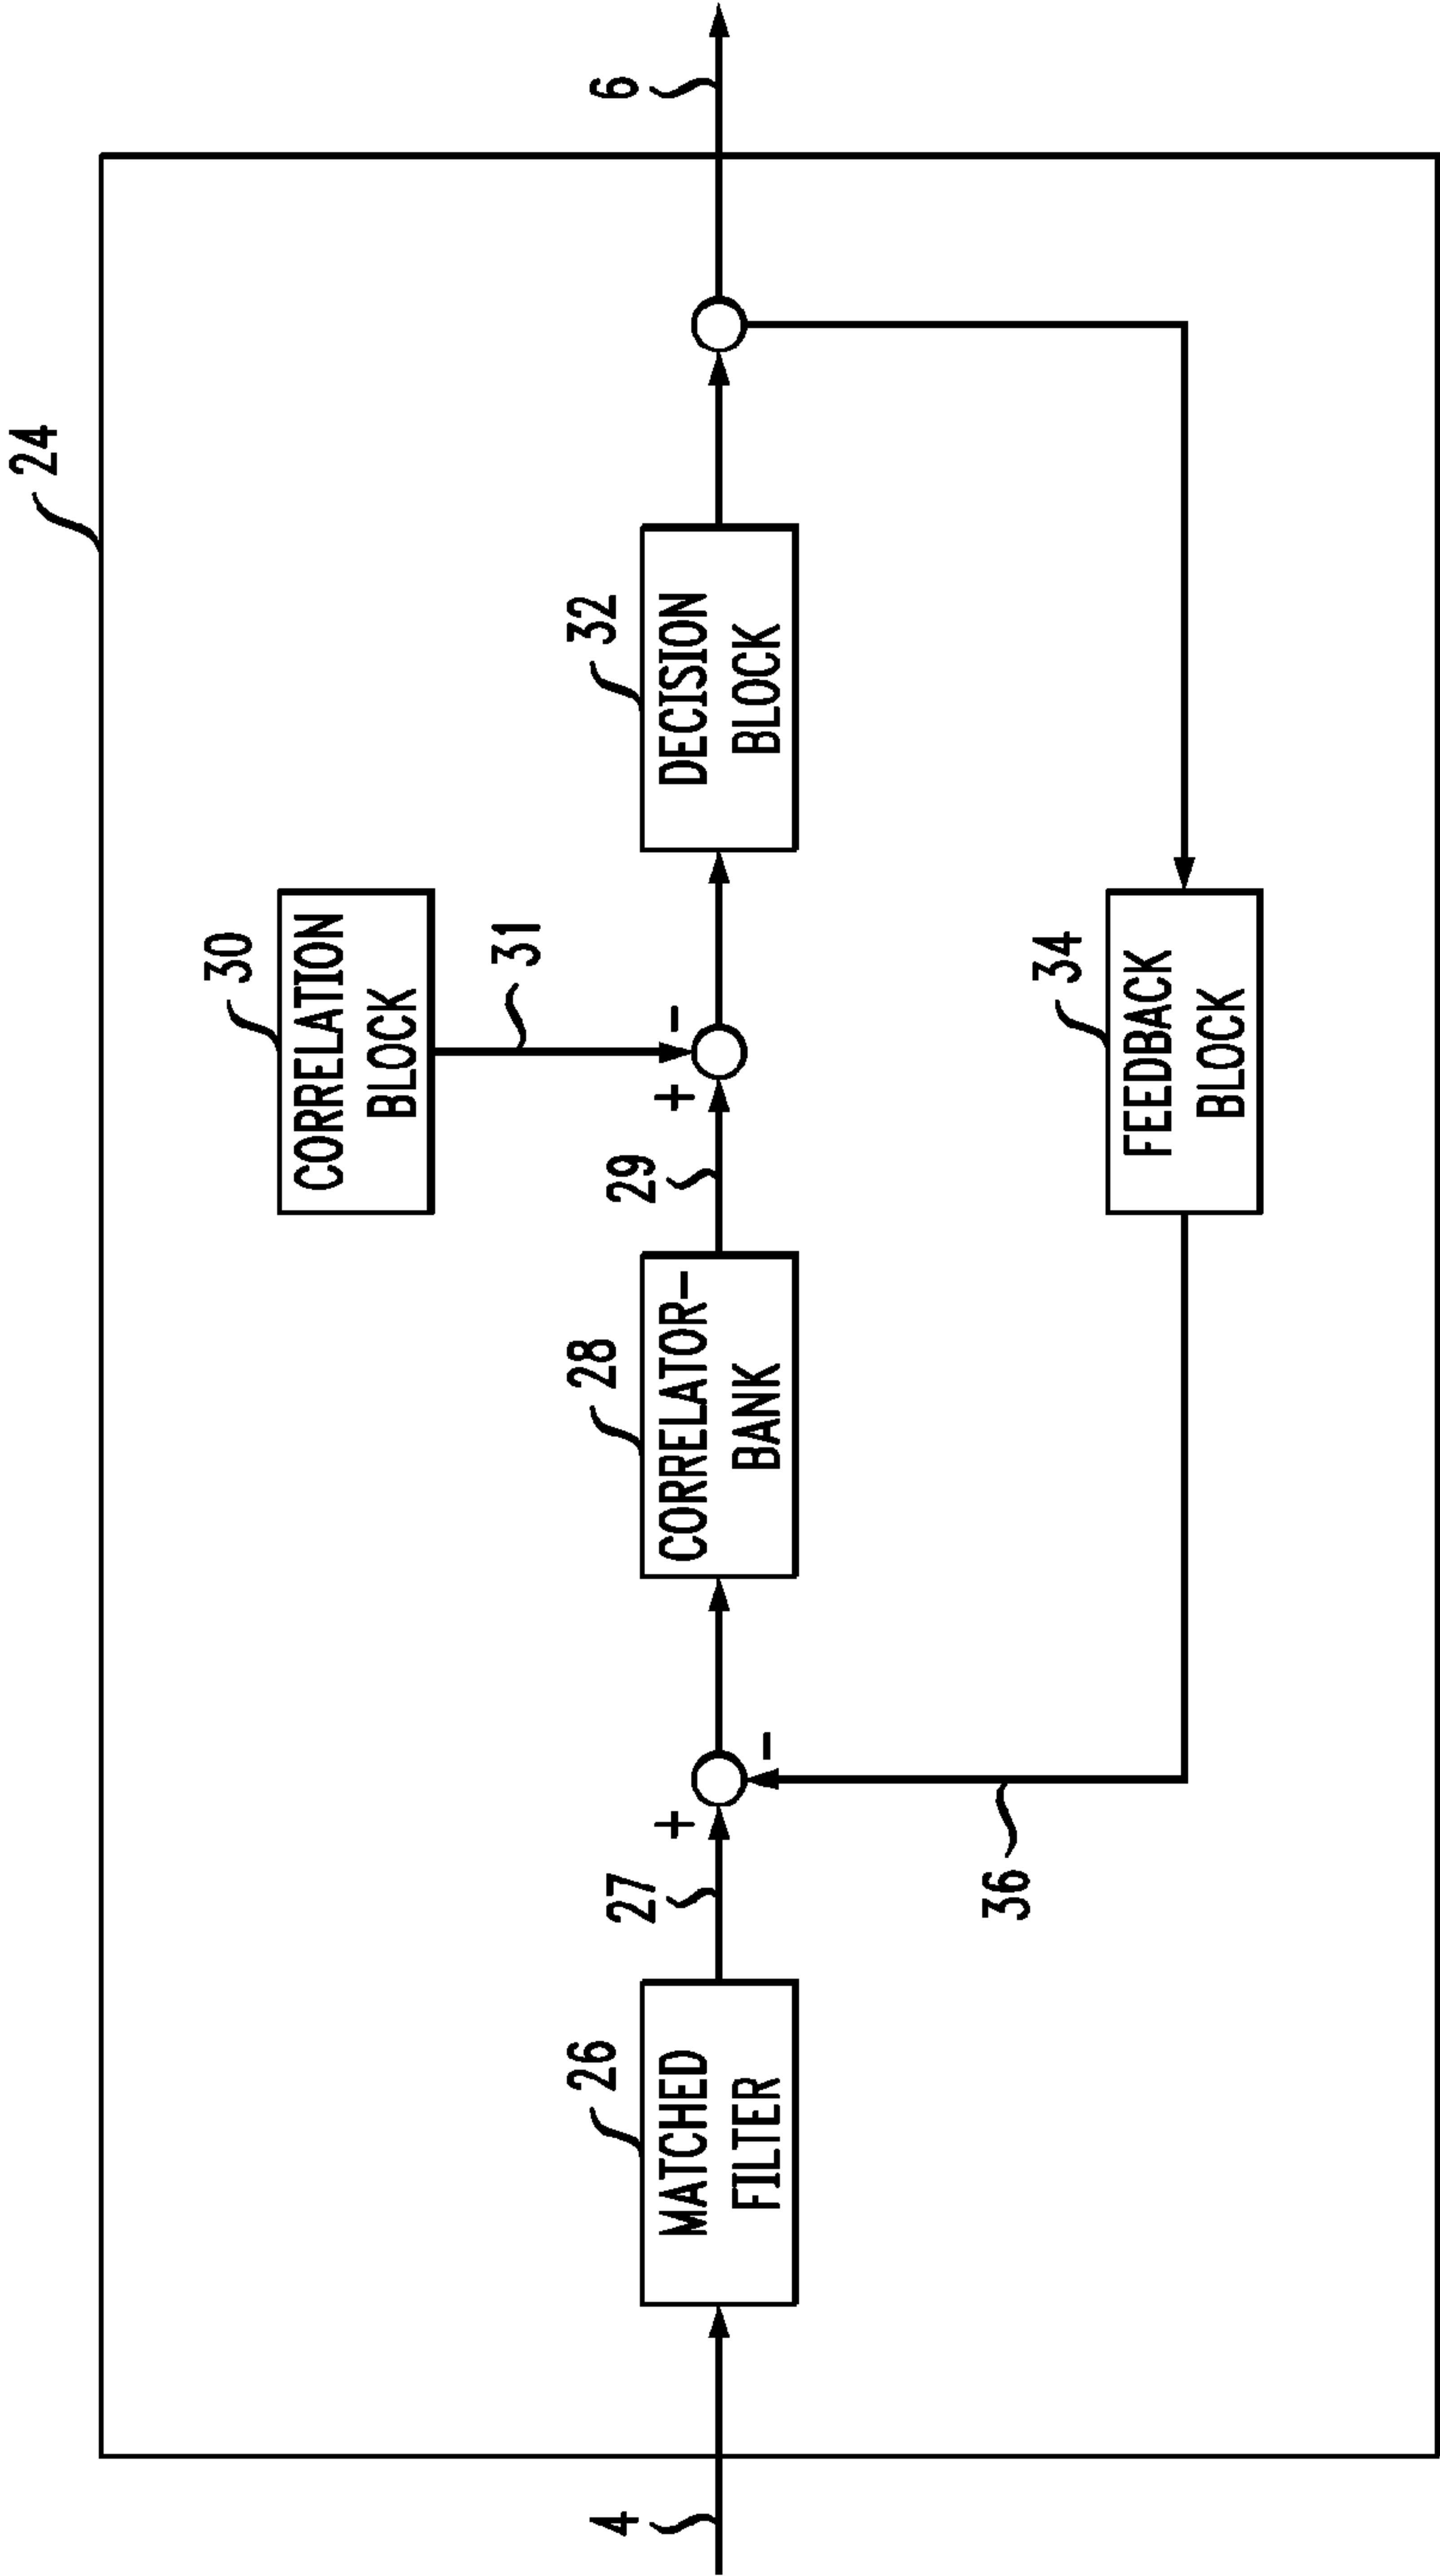 24
30
CORRELATION
BLOCK
31
4
26
MATCHED
FILTER
27
+
-
28
CORRELATOR-
BANK
29
+
-
32
DECISION
BLOCK
6
36
34
FEEDBACK
BLOCK